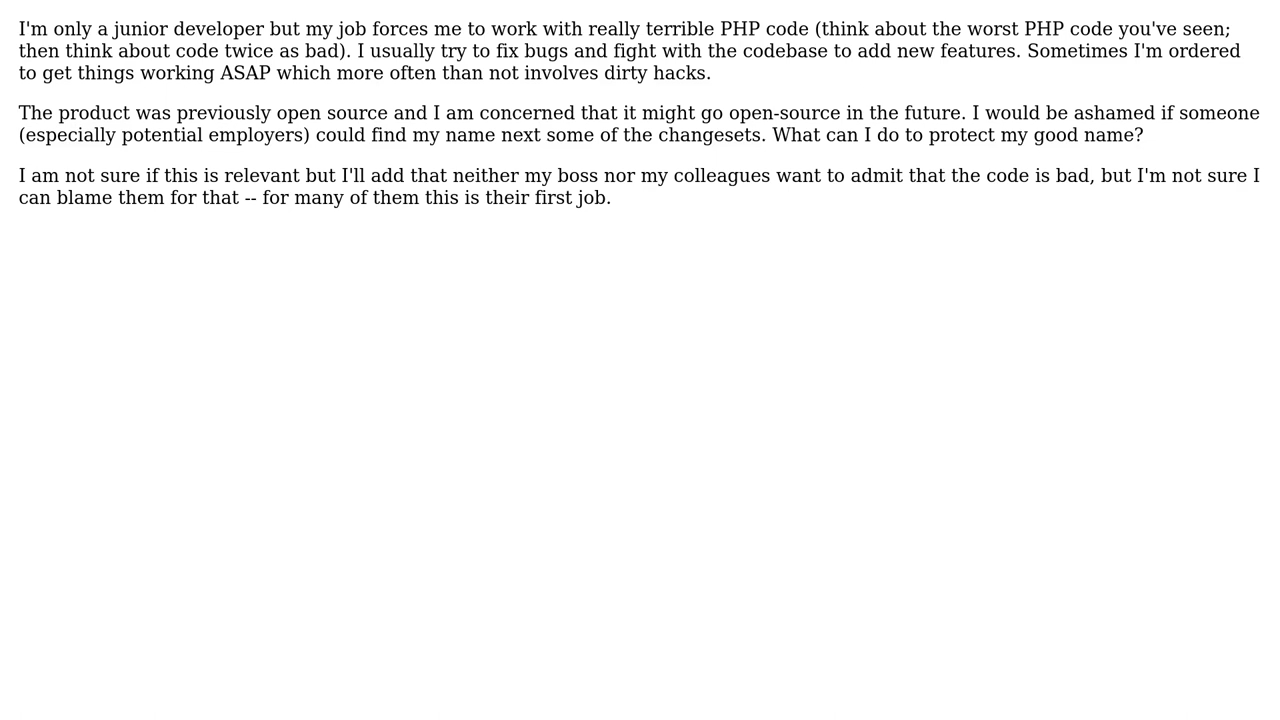 I'm only a junior developer but my job forces me to work with really terrible PHP code (think about the worst PHP code you've seen;
then think about code twice as bad). I usually try to fix bugs and fight with the codebase to add new features. Sometimes I'm ordered
to get things working ASAP which more often than not involves dirty hacks.
The product was previously open source and I am concerned that it might go open-source in the future. I would be ashamed if someone
(especially potential employers) could find my name next some of the changesets. What can I do to protect my good name?
I am not sure if this is relevant but I'll add that neither my boss nor my colleagues want to admit that the code is bad, but I'm not sure I
can blame them for that -- for many of them this is their first job.